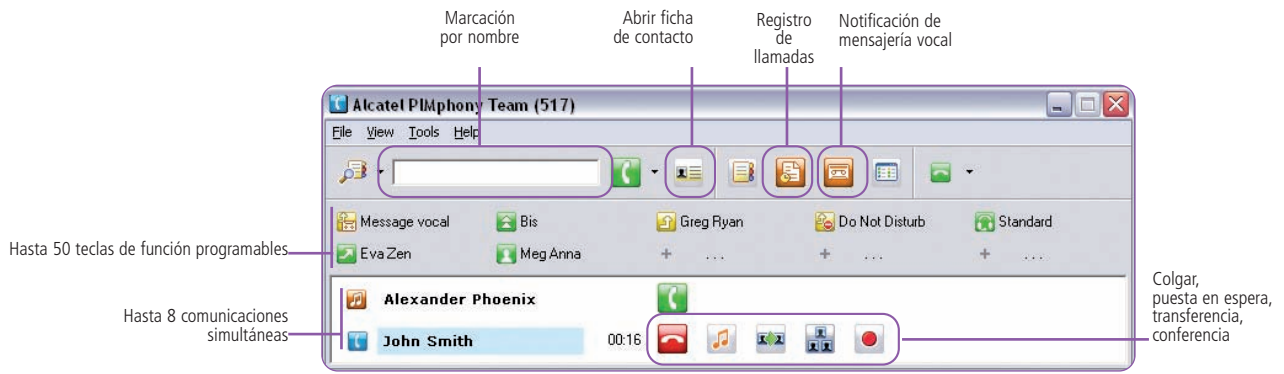 Marcación
por nombre
Abrir ficha
de contacto
Registro
de
llamadas
Notificación de
mensajería vocal
Alcatel PIMphony Team (517)
File View Tools Help
Message vocal Bis Greg Ryan Do Not Disturb Standard
Hasta 50 teclas de función programables
Eva Zen Meg Anna + ... + ... + ...
Alexander Phoenix
Hasta 8 comunicaciones
simultáneas
John Smith 00:16
Colgar,
puesta en espera,
transferencia,
conferencia